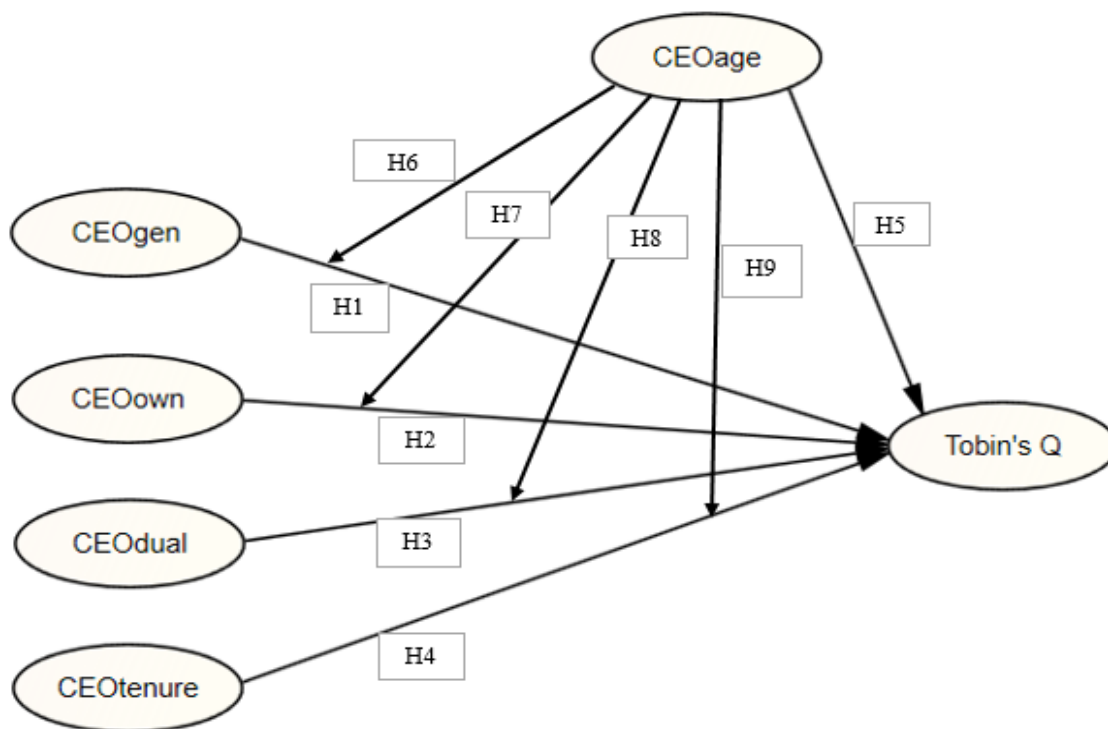 CEOage
H6
CEOgen
H7
H5
H8
H9
H1
CEOown
H2
Tobin's Q
CEOdual
H3
H4
CEOtenure